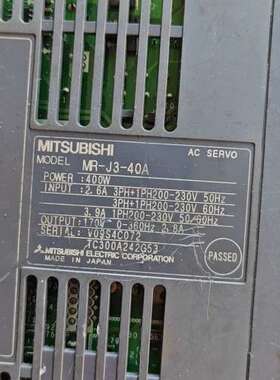 MITSUBISHI
AC SERVO
MODEL MR-J3-40A
POWER : 400W
INPUT : 2.6A 3PH+1PH200-230V 50Hz
3PH+1PH200-230V 60Hz
3.9A 1PH200-230V 50/60Hz
OUTPUT: 170V 0-360Hz 2.8A
SERIAL: V09S4C072
TC300A242G53
MITSUBISHI ELECTRIC CORPORATION
MADE IN JAPAN
PASSED